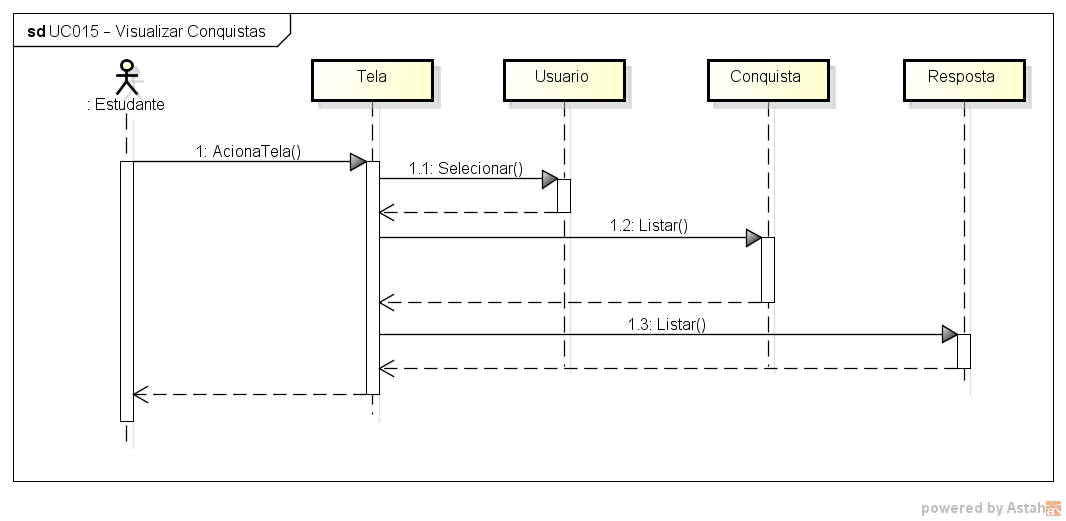 sd UC015 – Visualizar Conquistas
Tela
Usuario
Conquista
Resposta
: Estudante
1: AcionaTela()
1.1: Selecionar()
1.2: Listar()
1.3: Listar()
powered by Astah